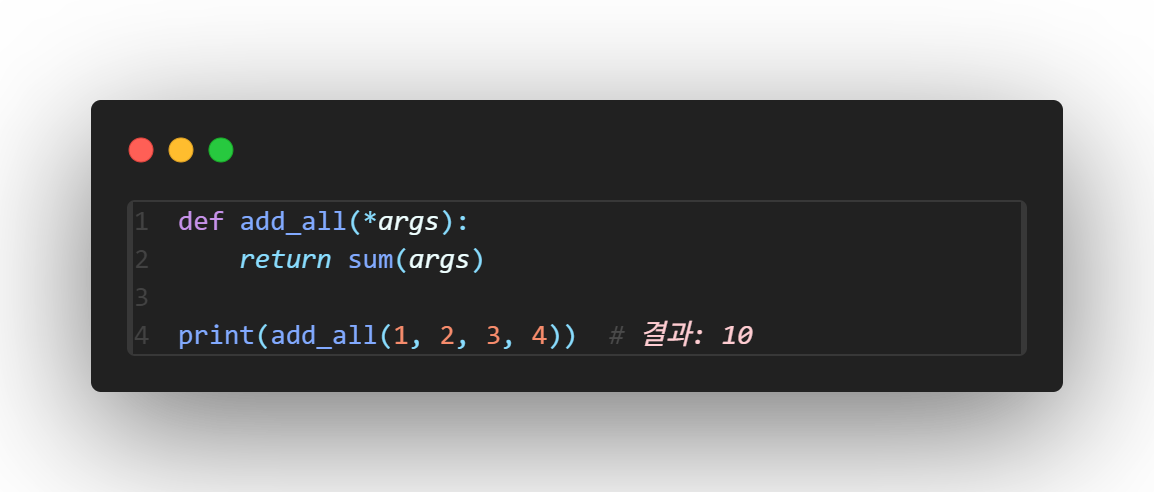 1 def add_all(*args):
2     return sum(args)
3
4 print(add_all(1, 2, 3, 4))  # 결과: 10